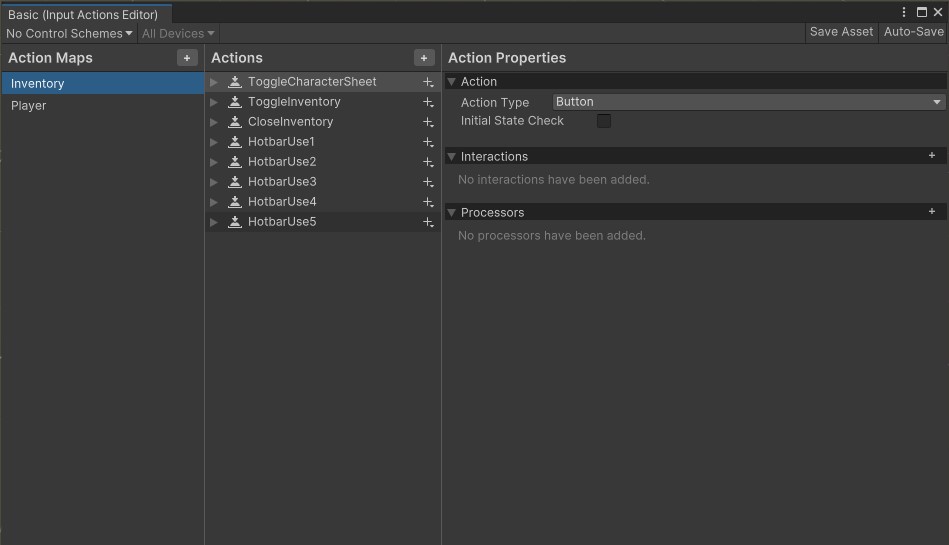 Basic (Input Actions Editor)
No Control Schemes All Devices Save Asset Auto-Save
Action Maps
Inventory
Player
Actions
ToggleCharacterSheet
ToggleInventory
CloseInventory
HotbarUse1
HotbarUse2
HotbarUse3
HotbarUse4
HotbarUse5
Action Properties
Action
Action Type Button
Initial State Check
Interactions
No interactions have been added.
Processors
No processors have been added.